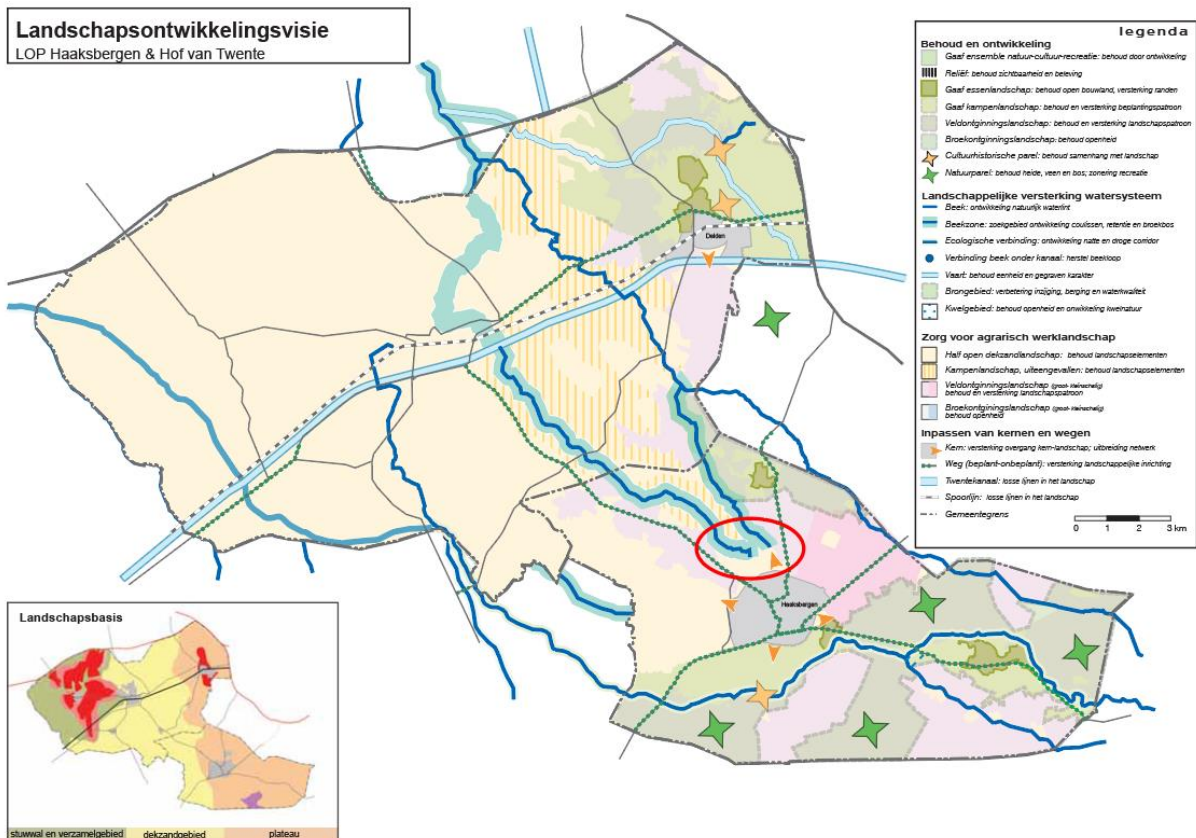 Landschapsontwikkelingsvisie
LOP Haaksbergen & Hof van Twente
legenda
Behoud en ontwikkeling
Gaaf ensemble natuur-cultuur-recreatie: behoud door ontwikkeling
Reliëf: behoud zichtbaarheid en beleving
Gaaf essenlandschap: behoud open bouwland, versterking randen
Gaaf kampenlandschap: behoud en versterking beplantingspatroon
Veldontginningslandschap: behoud en versterking landschapspatroon
Broekontginningslandschap: behoud openheid
Cultuurhistorische parel: behoud samenhang met landschap
Natuurparel: behoud heide, veen en bos; zonering recreatie
Landschappelijke versterking watersysteem
Beek: ontwikkeling natuurlijk waterlint
Beekzone: zoekgebied ontwikkeling coulissen, retentie en broekbos
Ecologische verbinding: ontwikkeling natte en droge corridor
Verbinding beek onder kanaal: herstel beekloop
Vaart: behoud eenheid en gegraven karakter
Brongebied: verbetering inzijging, berging en waterkwaliteit
Kwelgebied: behoud openheid en onwikkeling kwelnatuur
Zorg voor agrarisch werklandschap
Half open dekzandlandschap: behoud landschapselementen
Kampenlandschap, uiteengevallen: behoud landschapselementen
Veldontginningslandschap (groot- kleinschalig)
behoud en versterking landschapspatroon
Broekontginingslandschap (groot- kleinschalig)
behoud openheid
Inpassen van kernen en wegen
Kern: versterking overgang kern-landschap; uitbreiding netwerk
Weg (beplant-onbeplant): versterking landschappelijke inrichting
Twentekanaal: losse lijnen in het landschap
Spoorlijn: losse lijnen in het landschap
Gemeentegrens
0 1 2 3 km
Delden
Haaksbergen
Landschapsbasis
stuwwal en verzamelgebied dekzandgebied plateau